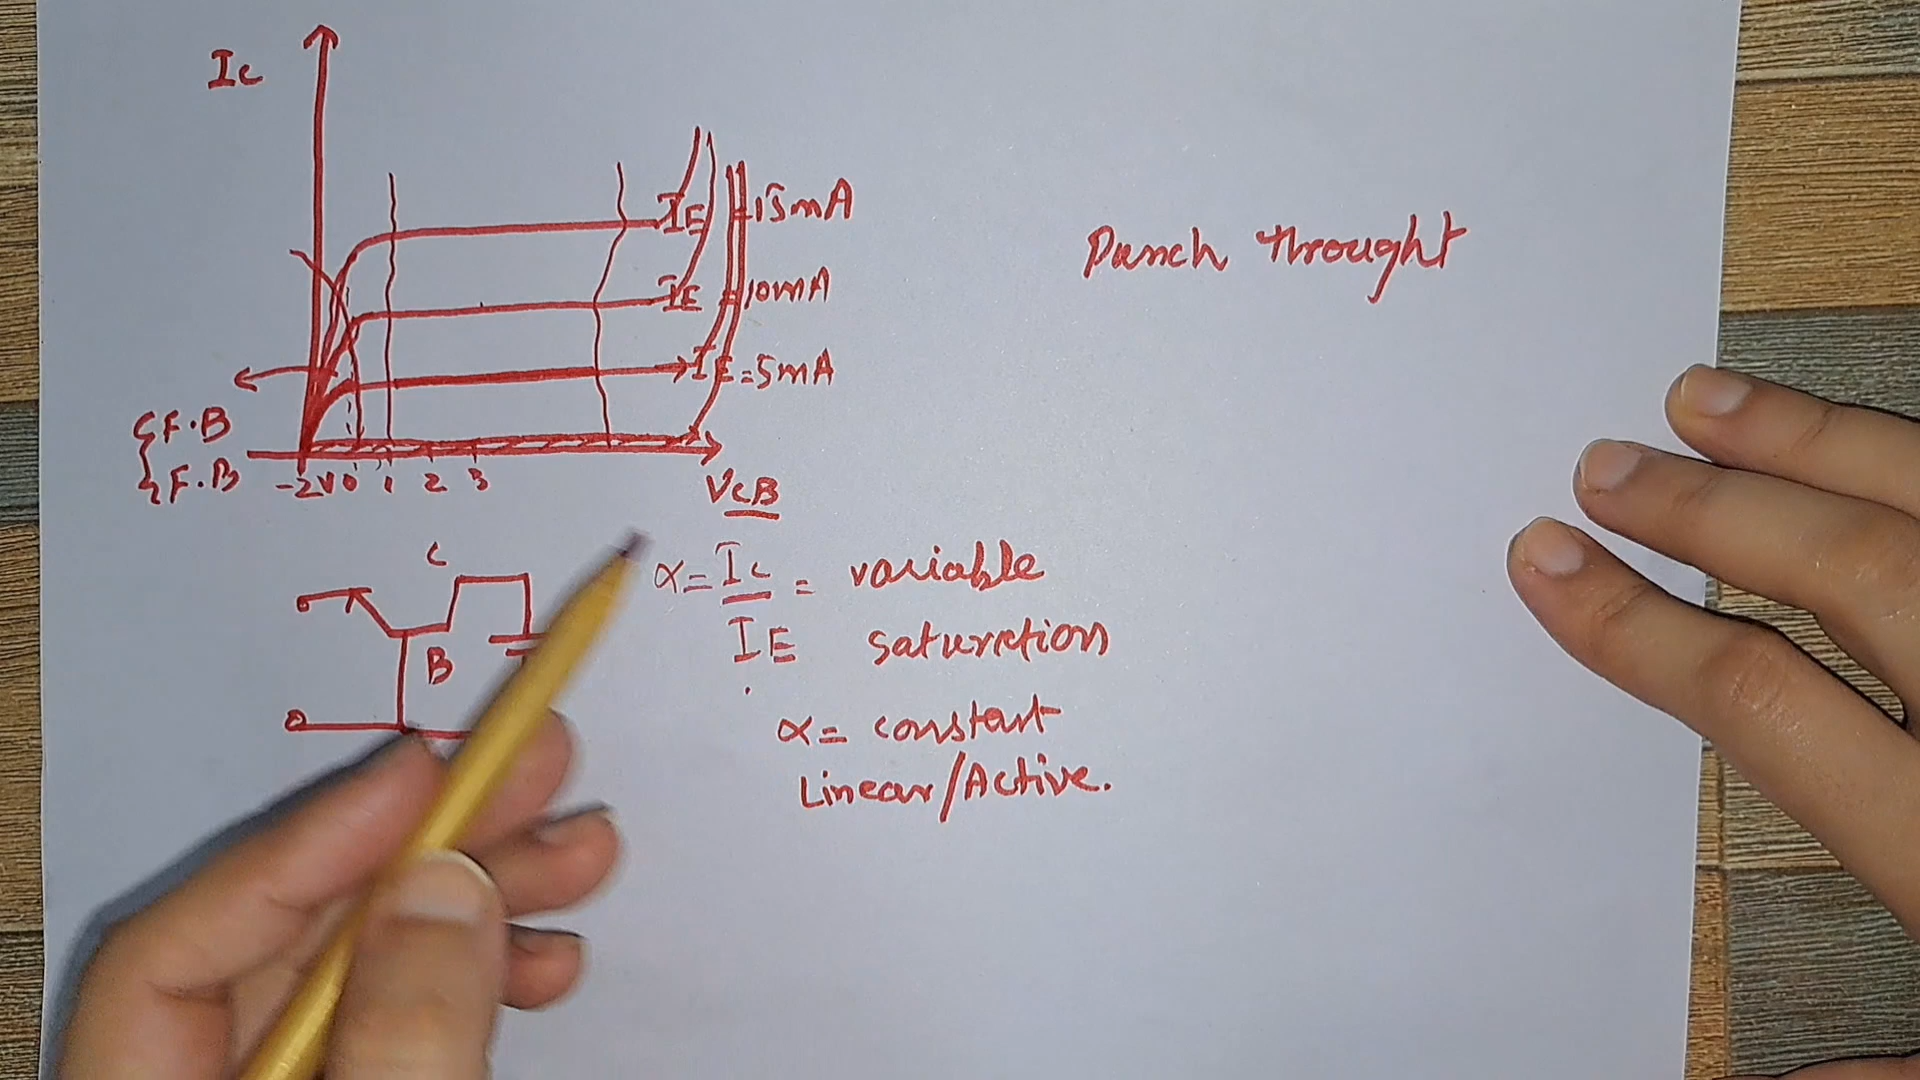 Ic
IE =15mA
IE =10mA
IE=5mA
{F.B
{F.B
-2V 0 1 2 3
VCB
Punch Throught
C
B
α = Ic = variable
IE saturation
α = constant
Linear/Active.